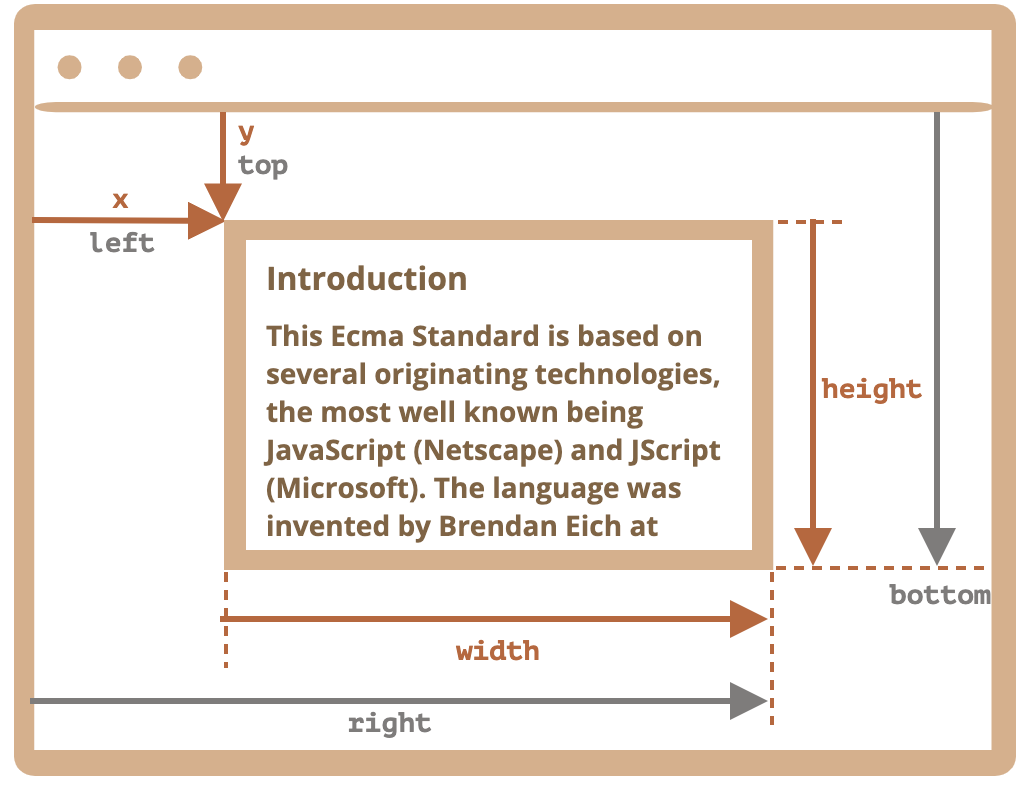 y
top
x
left
Introduction
This Ecma Standard is based on
several originating technologies,
the most well known being
JavaScript (Netscape) and JScript
(Microsoft). The language was
invented by Brendan Eich at
height
bottom
width
right